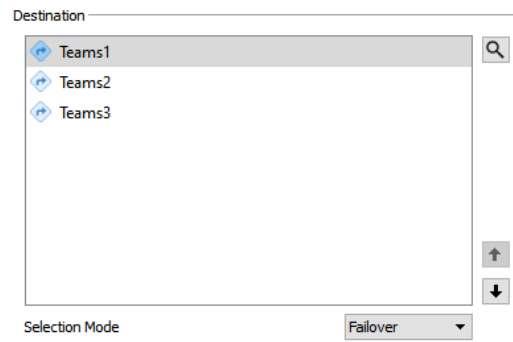 Destination
Teams1
Teams2
Teams3
Selection Mode
Failover